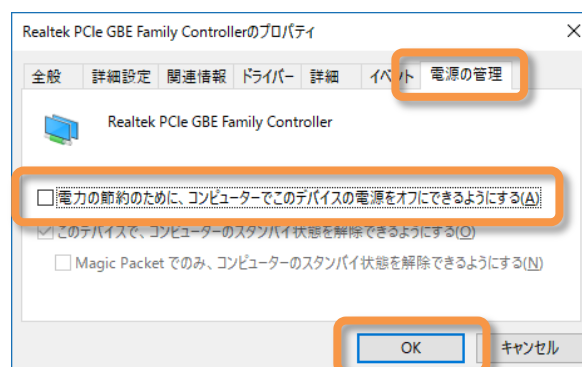 Realtek PCIe GBE Family Controllerのプロパティ
全般 詳細設定 関連情報 ドライバー 詳細 イベント 電源の管理
Realtek PCIe GBE Family Controller
電力の節約のために、コンピューターでこのデバイスの電源をオフにできるようにする(A)
このデバイスで、コンピューターのスタンバイ状態を解除できるようにする(O)
Magic Packet でのみ、コンピューターのスタンバイ状態を解除できるようにする(N)
OK キャンセル